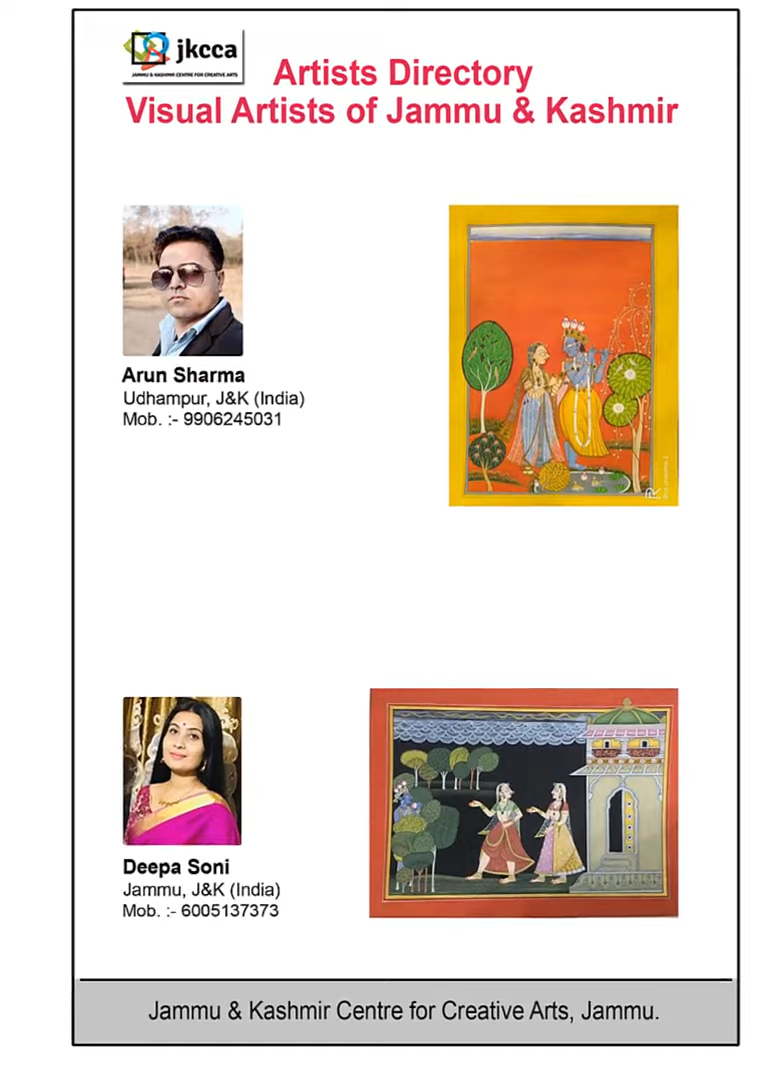 jkcca
JAMMU & KASHMIR CENTRE FOR CREATIVE ARTS
Artists Directory
Visual Artists of Jammu & Kashmir
Arun Sharma
Udhampur, J&K (India)
Mob. :- 9906245031
Deepa Soni
Jammu, J&K (India)
Mob. :- 6005137373
Jammu & Kashmir Centre for Creative Arts, Jammu.